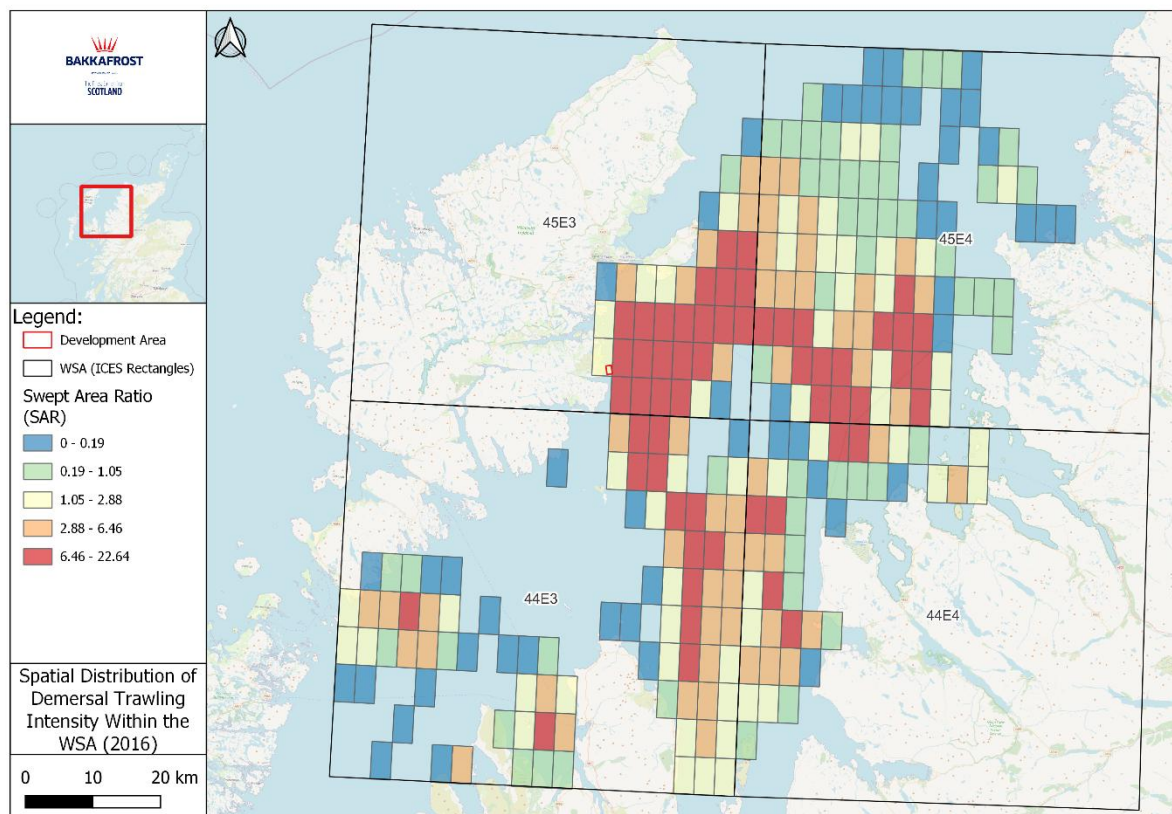 BAKKAFROST
SCOTLAND
Legend:
Development Area
WSA (ICES Rectangles)
Swept Area Ratio
(SAR)
0 - 0.19
0.19 - 1.05
1.05 - 2.88
2.88 - 6.46
6.46 - 22.64
Spatial Distribution of
Demersal Trawling
Intensity Within the
WSA (2016)
0 10 20 km
45E3
45E4
44E3
44E4